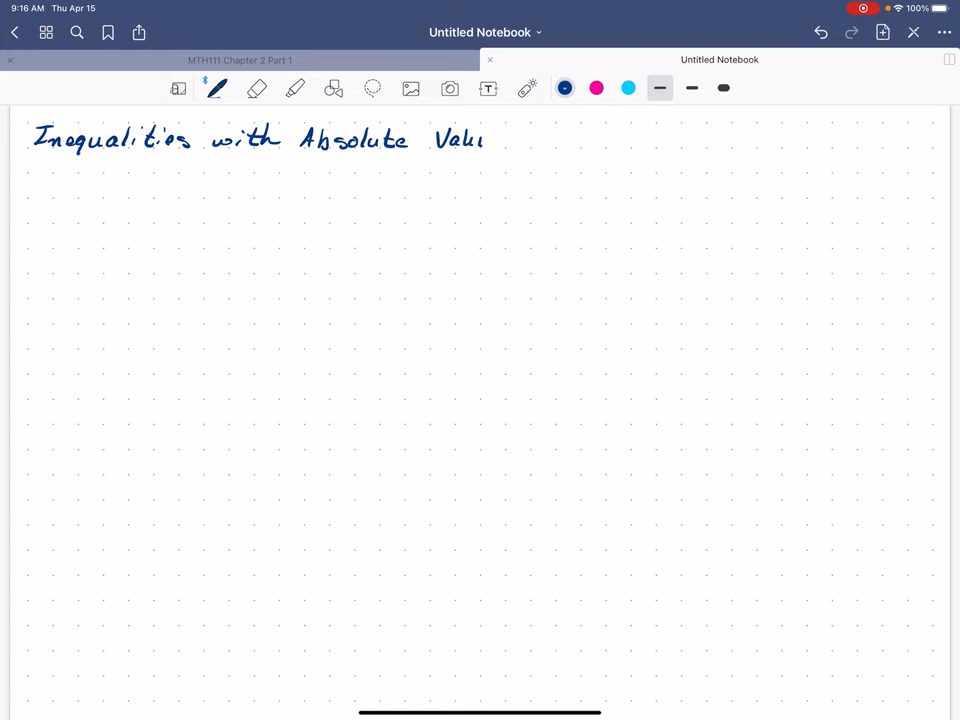 9:16 AM Thu Apr 15 100%
Untitled Notebook
MTH111 Chapter 2 Part 1 Untitled Notebook
T
Inequalities with Absolute Valu